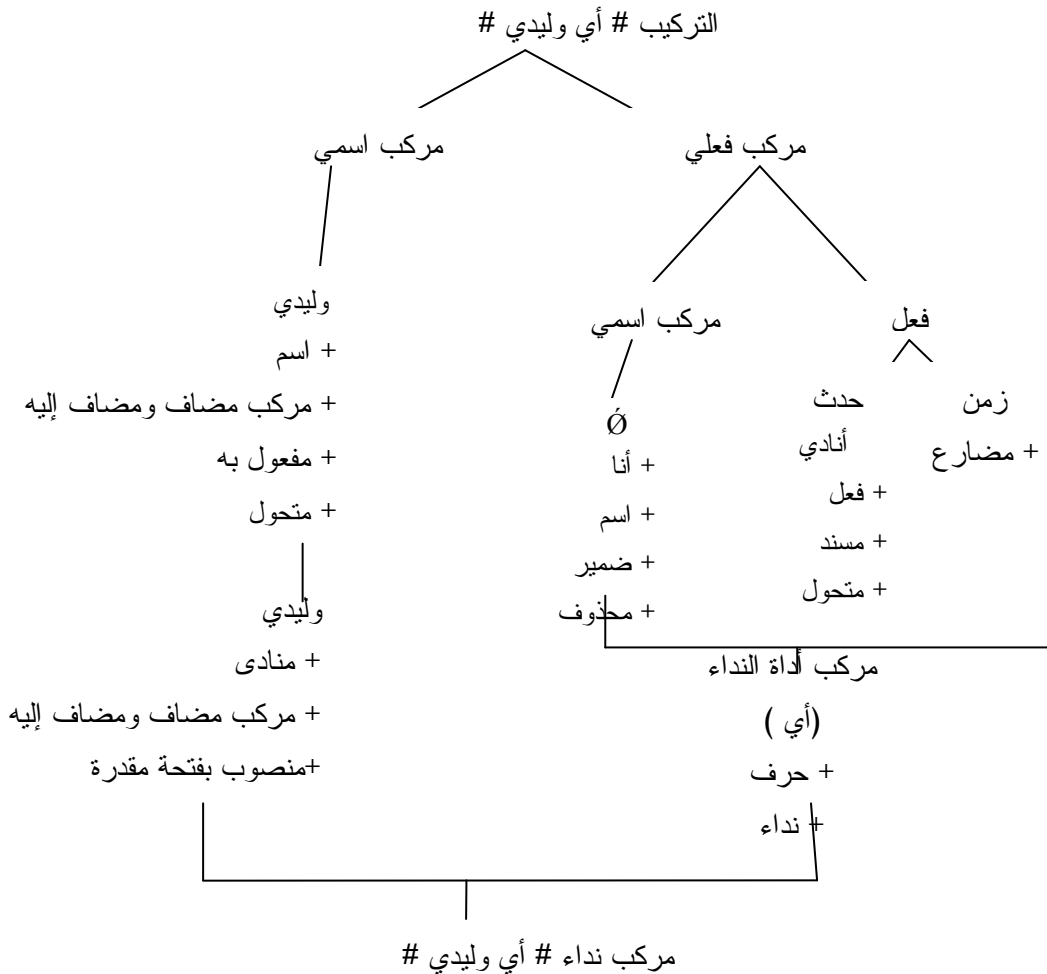 التركيب # أي وليدي #
مركب فعلي
مركب اسمي
فعل
مركب اسمي
زمن
+ مضارع
حدث
أنادي
+ فعل
+ مسند
+ متحول
Ǿ
+ أنا
+ اسم
+ ضمير
+ محذوف
وليدي
+ اسم
+ مركب مضاف ومضاف إليه
+ مفعول به
+ متحول
مركب أداة النداء
(أي )
+ حرف
+ نداء
وليدي
+ منادى
+ مركب مضاف ومضاف إليه
+منصوب بفتحة مقدرة
مركب نداء # أي وليدي #